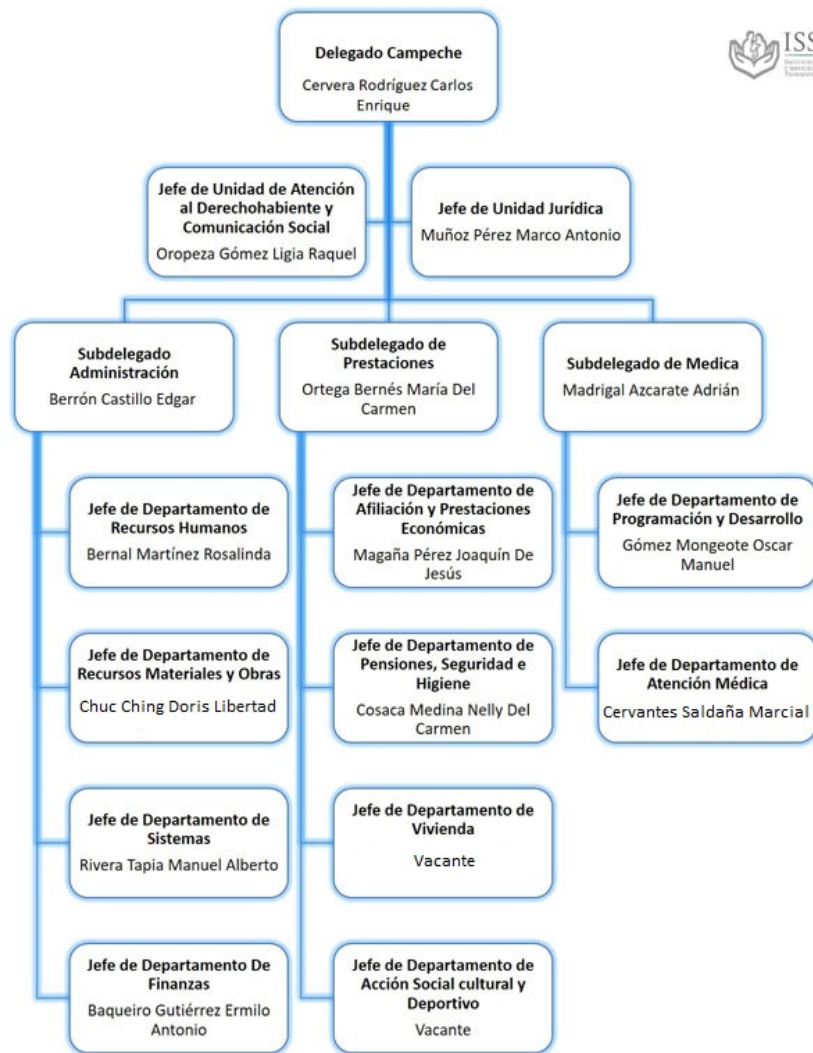 Delegado Campeche
Cervera Rodríguez Carlos
Enrique
ISS
Jefe de Unidad de Atención
al Derechohabiente y
Comunicación Social
Oropeza Gómez Ligia Raquel
Jefe de Unidad Jurídica
Muñoz Pérez Marco Antonio
Subdelegado
Administración
Berrón Castillo Edgar
Subdelegado de
Prestaciones
Ortega Bernés María Del
Carmen
Subdelegado de Medica
Madrigal Azcarate Adrián
Jefe de Departamento de
Recursos Humanos
Bernal Martínez Rosalinda
Jefe de Departamento de
Afiliación y Prestaciones
Económicas
Magaña Pérez Joaquín De
Jesús
Jefe de Departamento de
Programación y Desarrollo
Gómez Mongeote Oscar
Manuel
Jefe de Departamento de
Recursos Materiales y Obras
Chuc Ching Doris Libertad
Jefe de Departamento de
Pensiones, Seguridad e
Higiene
Cosaca Medina Nelly Del
Carmen
Jefe de Departamento de
Atención Médica
Cervantes Saldaña Marcial
Jefe de Departamento de
Sistemas
Rivera Tapia Manuel Alberto
Jefe de Departamento de
Vivienda
Vacante
Jefe de Departamento De
Finanzas
Baqueiro Gutiérrez Ermilo
Antonio
Jefe de Departamento de
Acción Social cultural y
Deportivo
Vacante